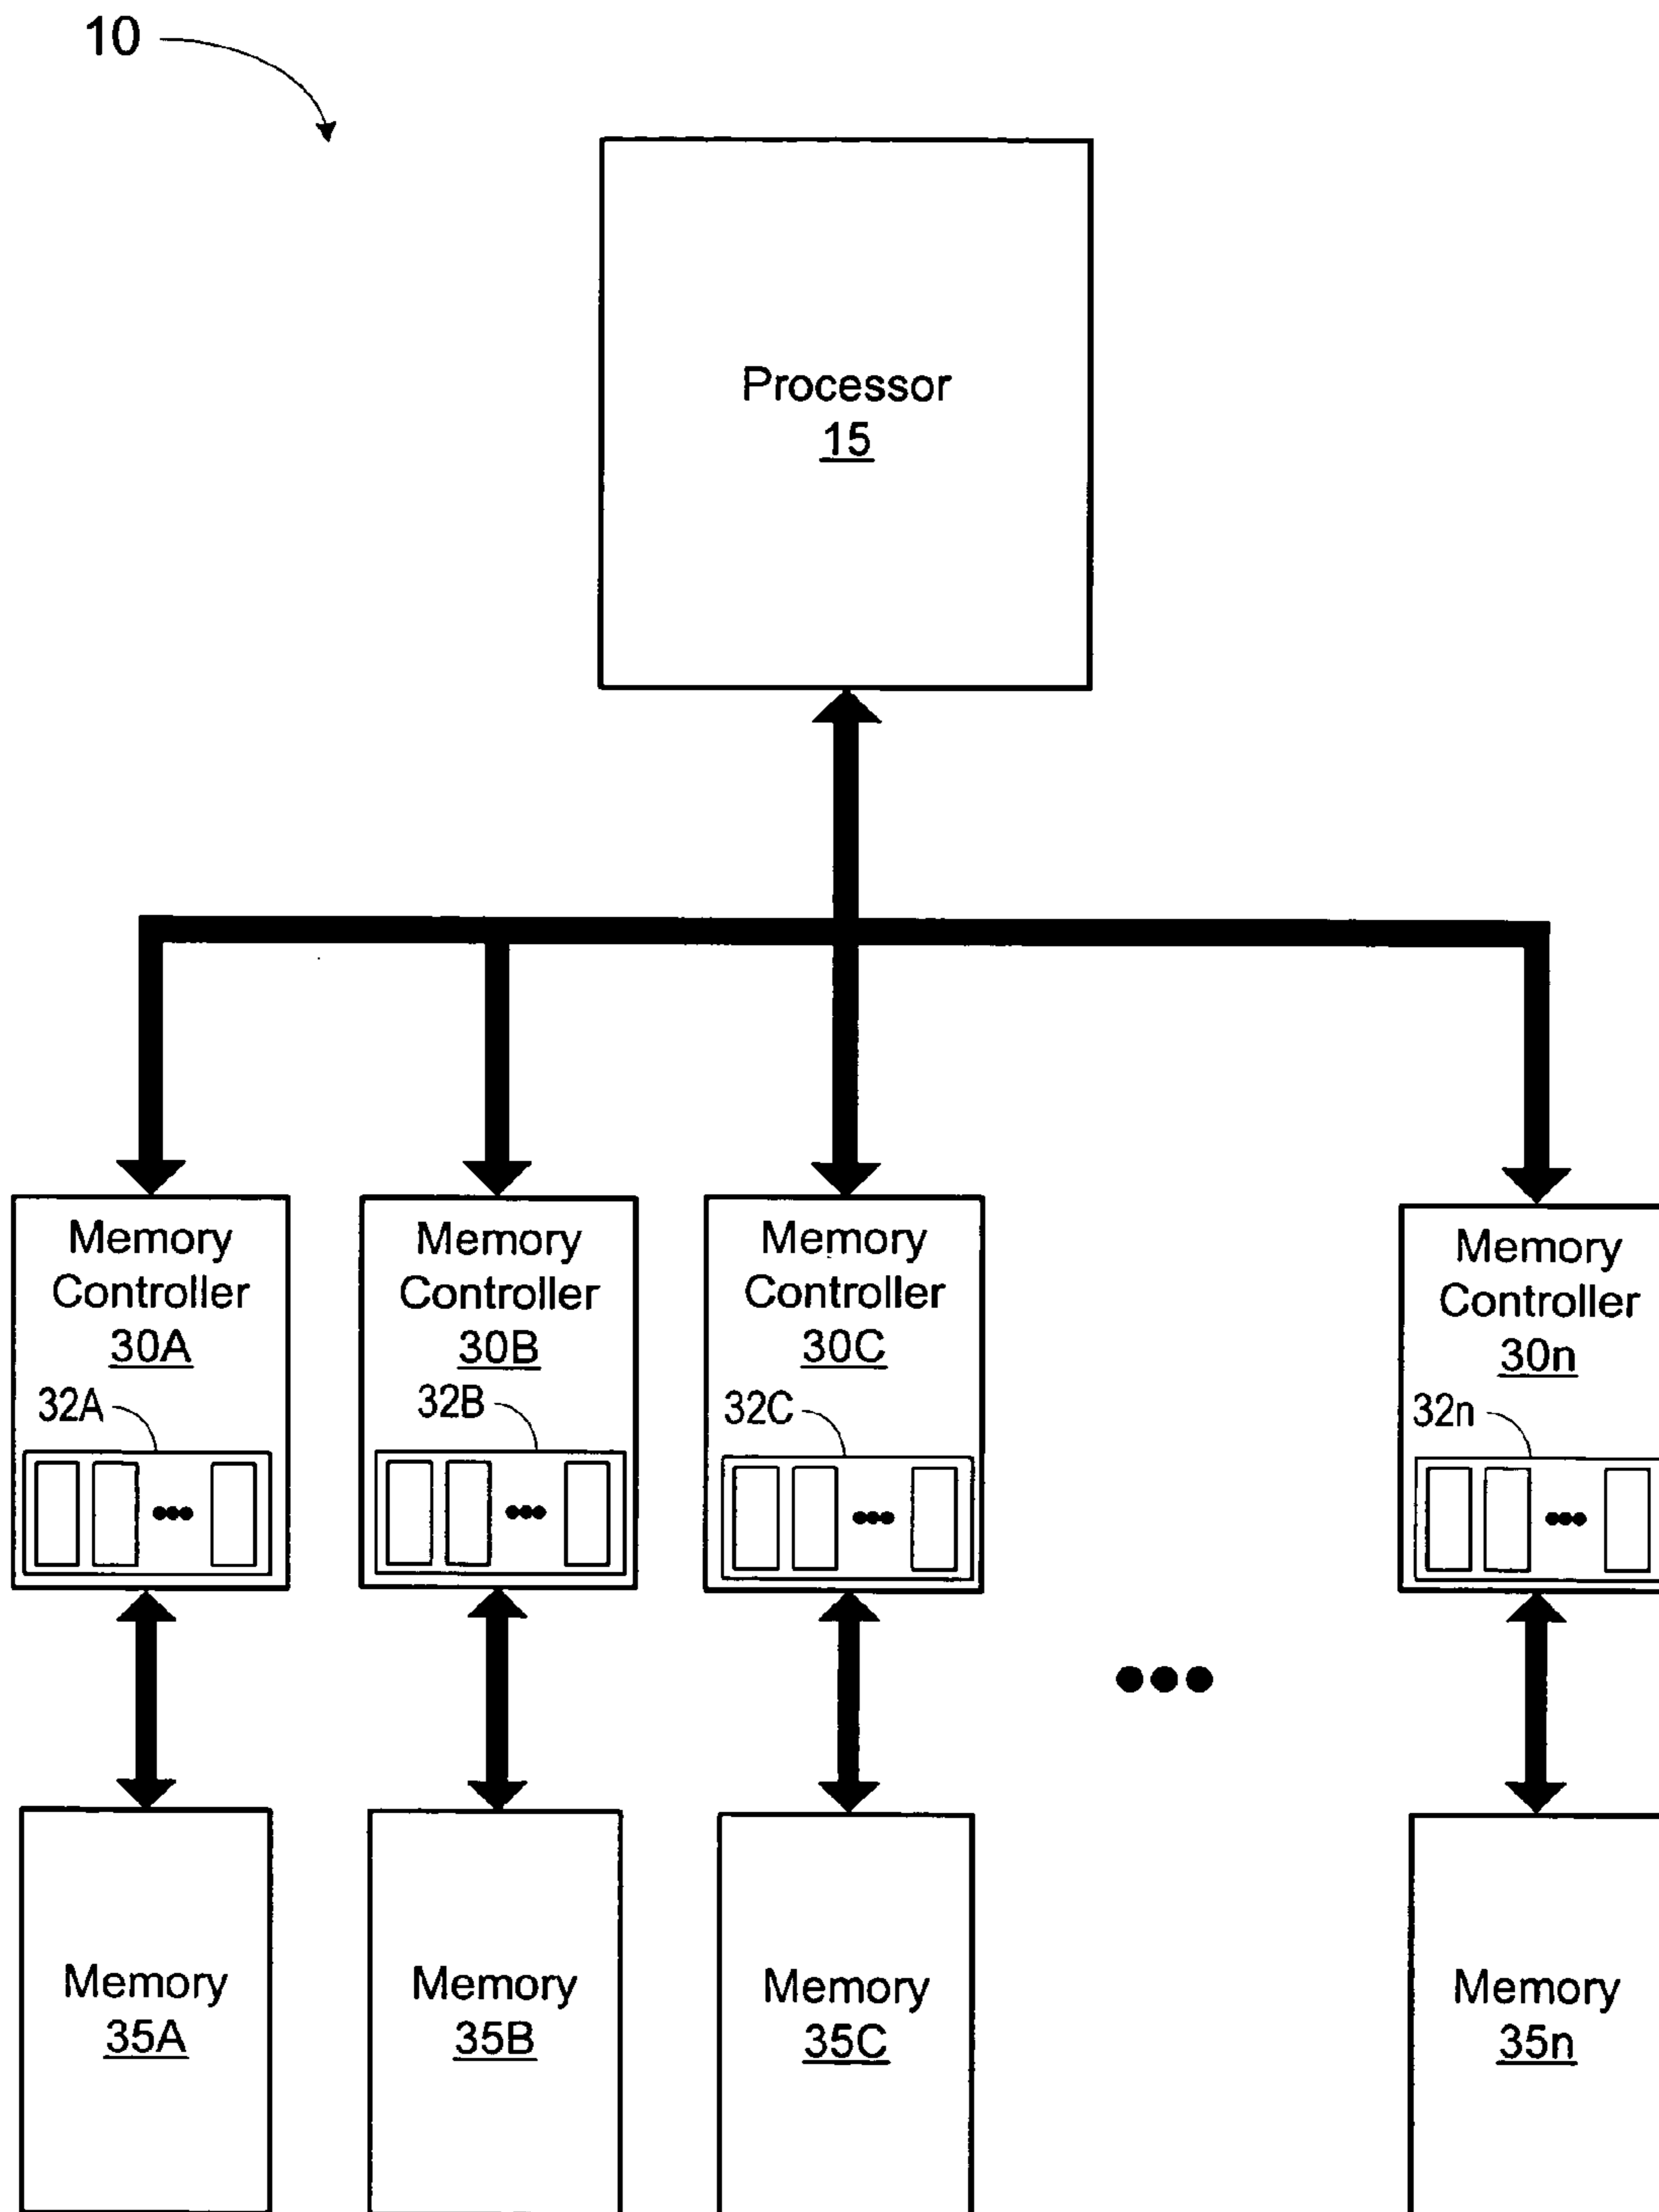 10
Processor
15
Memory
Controller
30A
32A
Memory
Controller
30B
32B
Memory
Controller
30C
32C
Memory
Controller
30n
32n
Memory
35A
Memory
35B
Memory
35C
Memory
35n